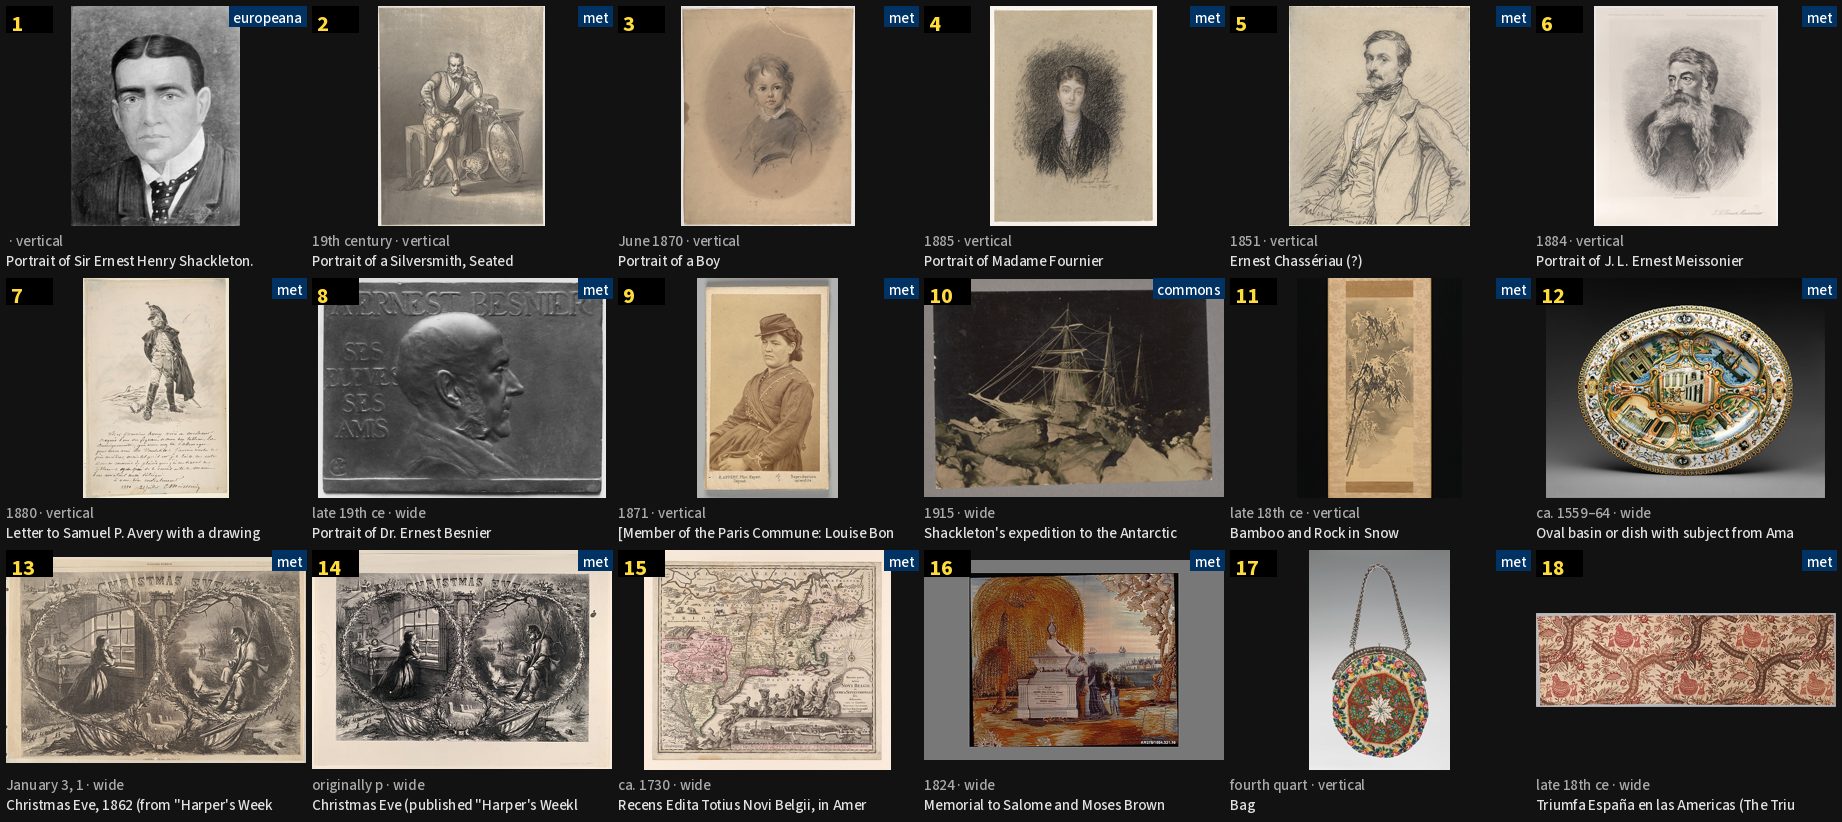 1
europeana
· vertical
Portrait of Sir Ernest Henry Shackleton.
2
met
19th century · vertical
Portrait of a Silversmith, Seated
3
met
June 1870 · vertical
Portrait of a Boy
4
met
1885 · vertical
Portrait of Madame Fournier
5
met
1851 · vertical
Ernest Chassériau (?)
6
met
1884 · vertical
Portrait of J. L. Ernest Meissonier
7
met
1880 · vertical
Letter to Samuel P. Avery with a drawing
8
met
ERNEST BESNIER
SES
ELEVES
SES
AMIS
late 19th ce · wide
Portrait of Dr. Ernest Besnier
9
met
1871 · vertical
[Member of the Paris Commune: Louise Bon
10
commons
1915 · wide
Shackleton's expedition to the Antarctic
11
met
late 18th ce · vertical
Bamboo and Rock in Snow
12
met
ca. 1559–64 · wide
Oval basin or dish with subject from Ama
13
met
CHRISTMAS EVE
January 3, 1 · wide
Christmas Eve, 1862 (from "Harper's Week
14
met
CHRISTMAS EVE
originally p · wide
Christmas Eve (published "Harper's Weekl
15
met
ca. 1730 · wide
Recens Edita Totius Novi Belgii, in Amer
16
met
1824 · wide
Memorial to Salome and Moses Brown
17
met
fourth quart · vertical
Bag
18
met
late 18th ce · wide
Triumfa España en las Americas (The Triu